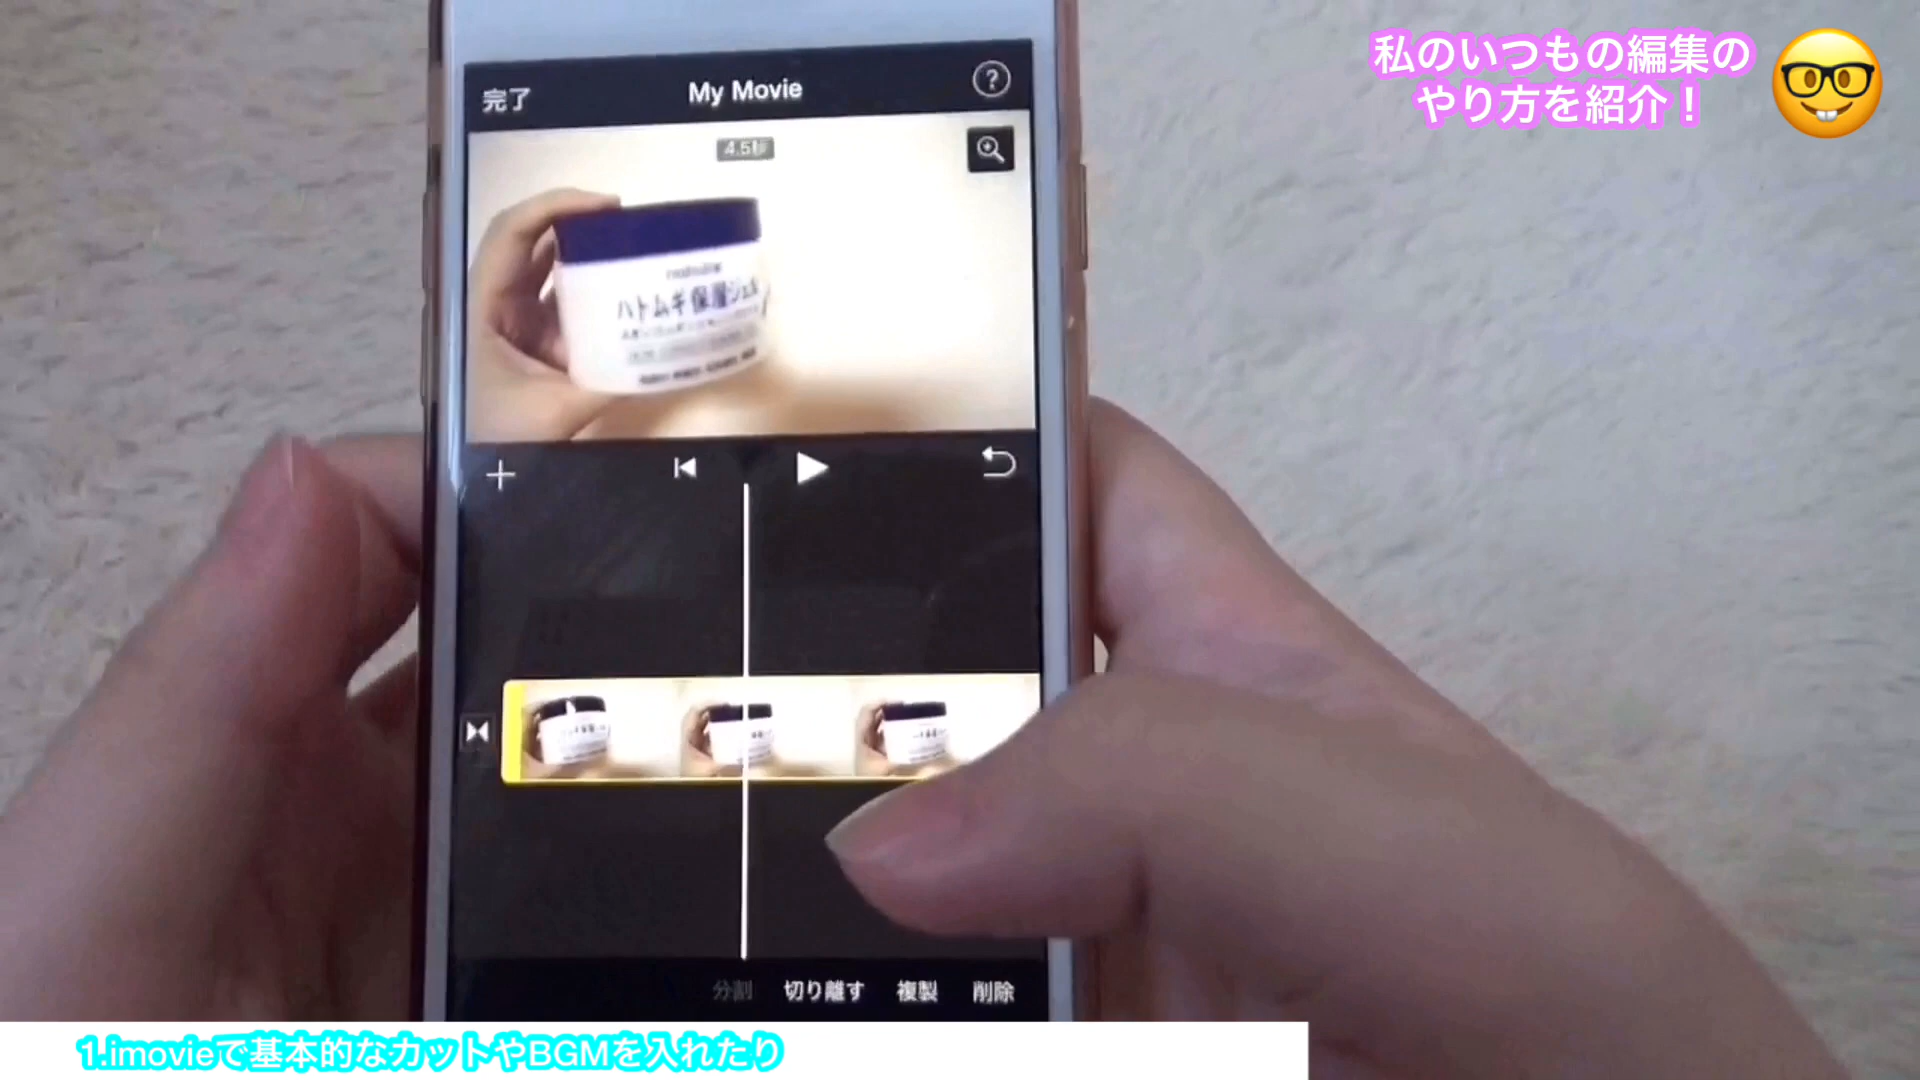 私のいつもの編集の
やり方を紹介！
完了
My Movie
?
4.5秒
ハトムギ保湿ジェル
分割 切り離す 複製 削除
1.imovieで基本的なカットやBGMを入れたり